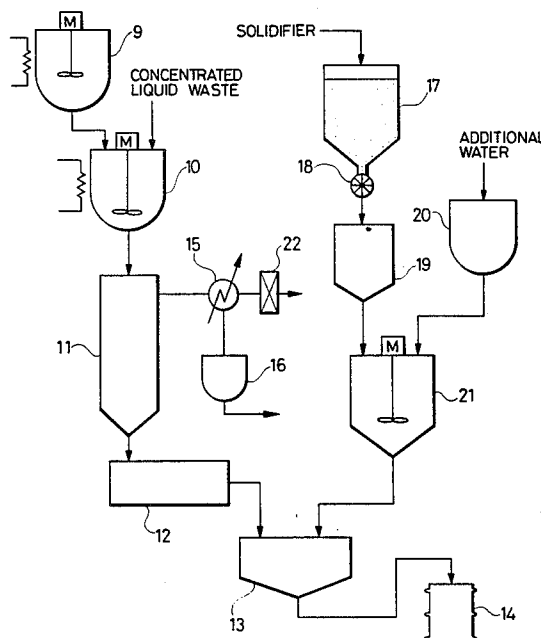 M
9
SOLIDIFIER
CONCENTRATED
LIQUID WASTE
17
M
10
18
ADDITIONAL
WATER
20
15
22
19
11
16
M
21
12
13
14